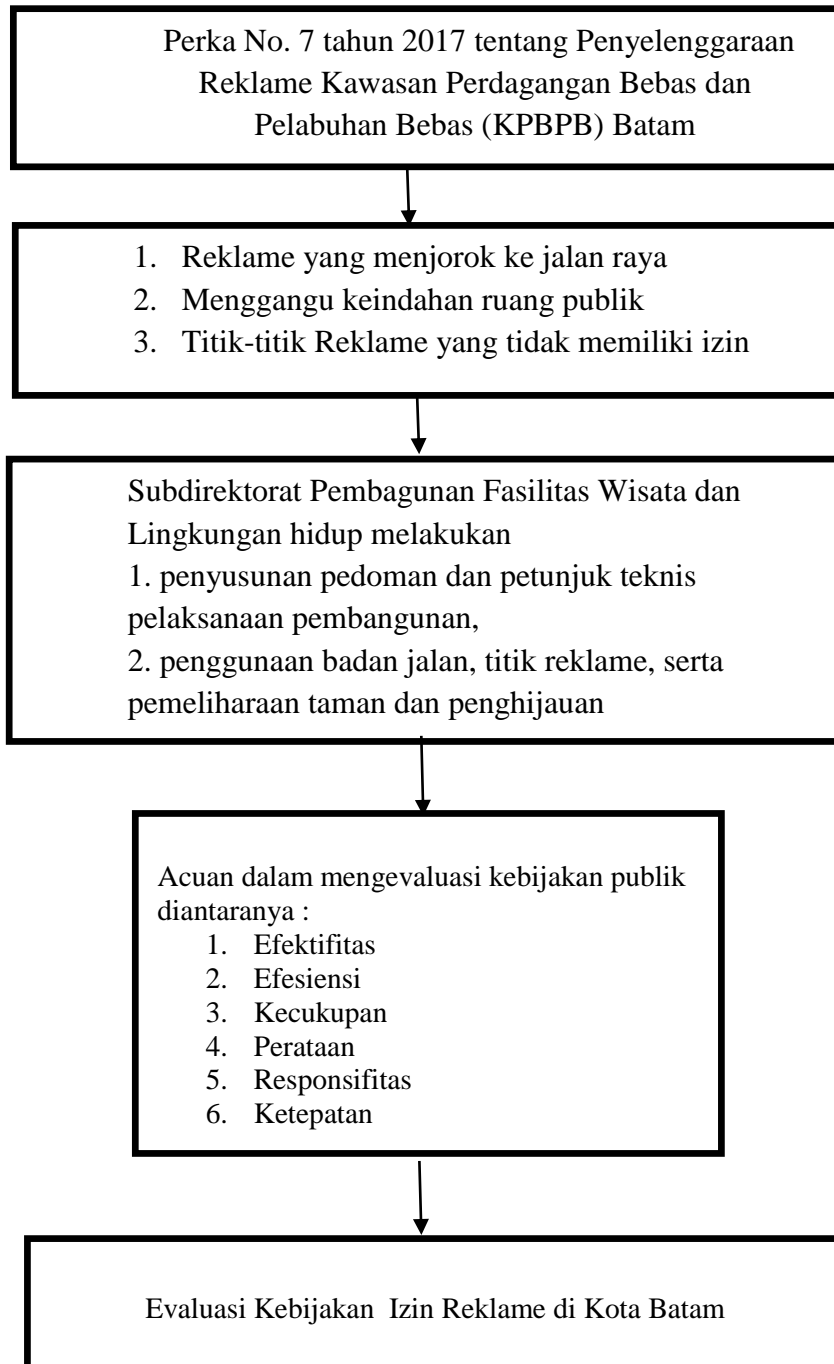 Perka No. 7 tahun 2017 tentang Penyelenggaraan
Reklame Kawasan Perdagangan Bebas dan
Pelabuhan Bebas (KPBPB) Batam
1. Reklame yang menjorok ke jalan raya
2. Menggangu keindahan ruang publik
3. Titik-titik Reklame yang tidak memiliki izin
Subdirektorat Pembagunan Fasilitas Wisata dan
Lingkungan hidup melakukan
1. penyusunan pedoman dan petunjuk teknis
pelaksanaan pembangunan,
2. penggunaan badan jalan, titik reklame, serta
pemeliharaan taman dan penghijauan
Acuan dalam mengevaluasi kebijakan publik
diantaranya :
1. Efektifitas
2. Efesiensi
3. Kecukupan
4. Perataan
5. Responsifitas
6. Ketepatan
Evaluasi Kebijakan Izin Reklame di Kota Batam